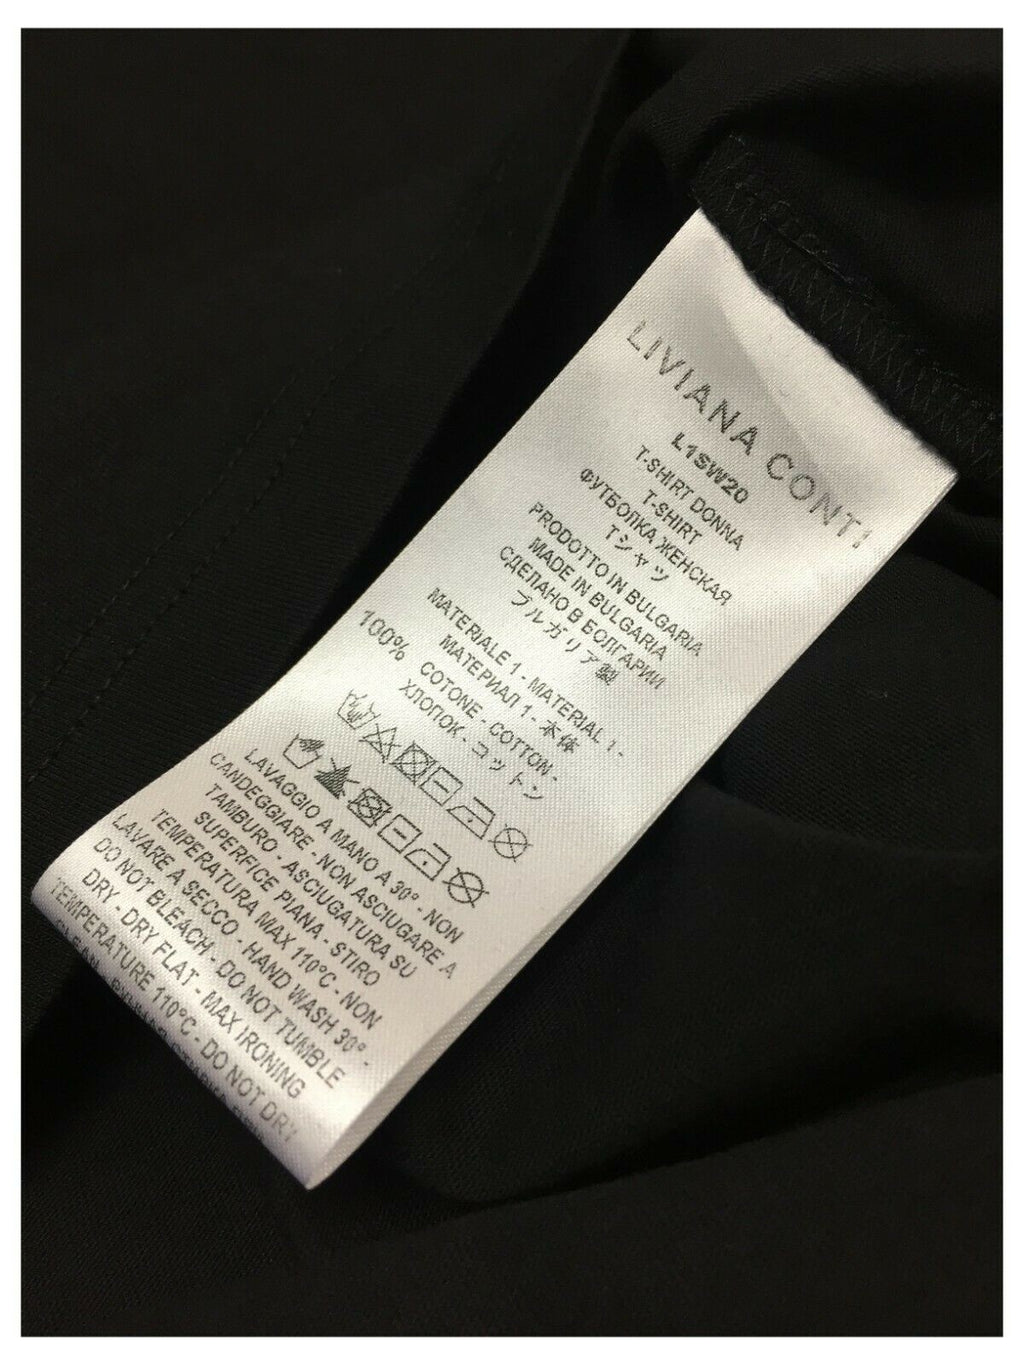 LIVIANA CONTI
L1SW20
T-SHIRT DONNA
T-SHIRT
ФУТБОЛКА ЖЕНСКАЯ
Tシャツ
PRODOTTO IN BULGARIA
MADE IN BULGARIA
СДЕЛАНО В БОЛГАРИИ
ブルガリア製
MATERIALE 1 - MATERIAL 1 -
МАТЕРИАЛ 1 - 本体
100% COTONE - COTTON -
ХЛОПОК - コットン
LAVAGGIO A MANO A 30° - NON
CANDEGGIARE - NON ASCIUGARE A
TAMBURO - ASCIUGATURA SU
SUPERFICE PIANA - STIRO
TEMPERATURA MAX 110°C - NON
LAVARE A SECCO - HAND WASH 30° -
DO NOT BLEACH - DO NOT TUMBLE
DRY - DRY FLAT - MAX IRONING
TEMPERATURE 110°C - DO NOT DRY